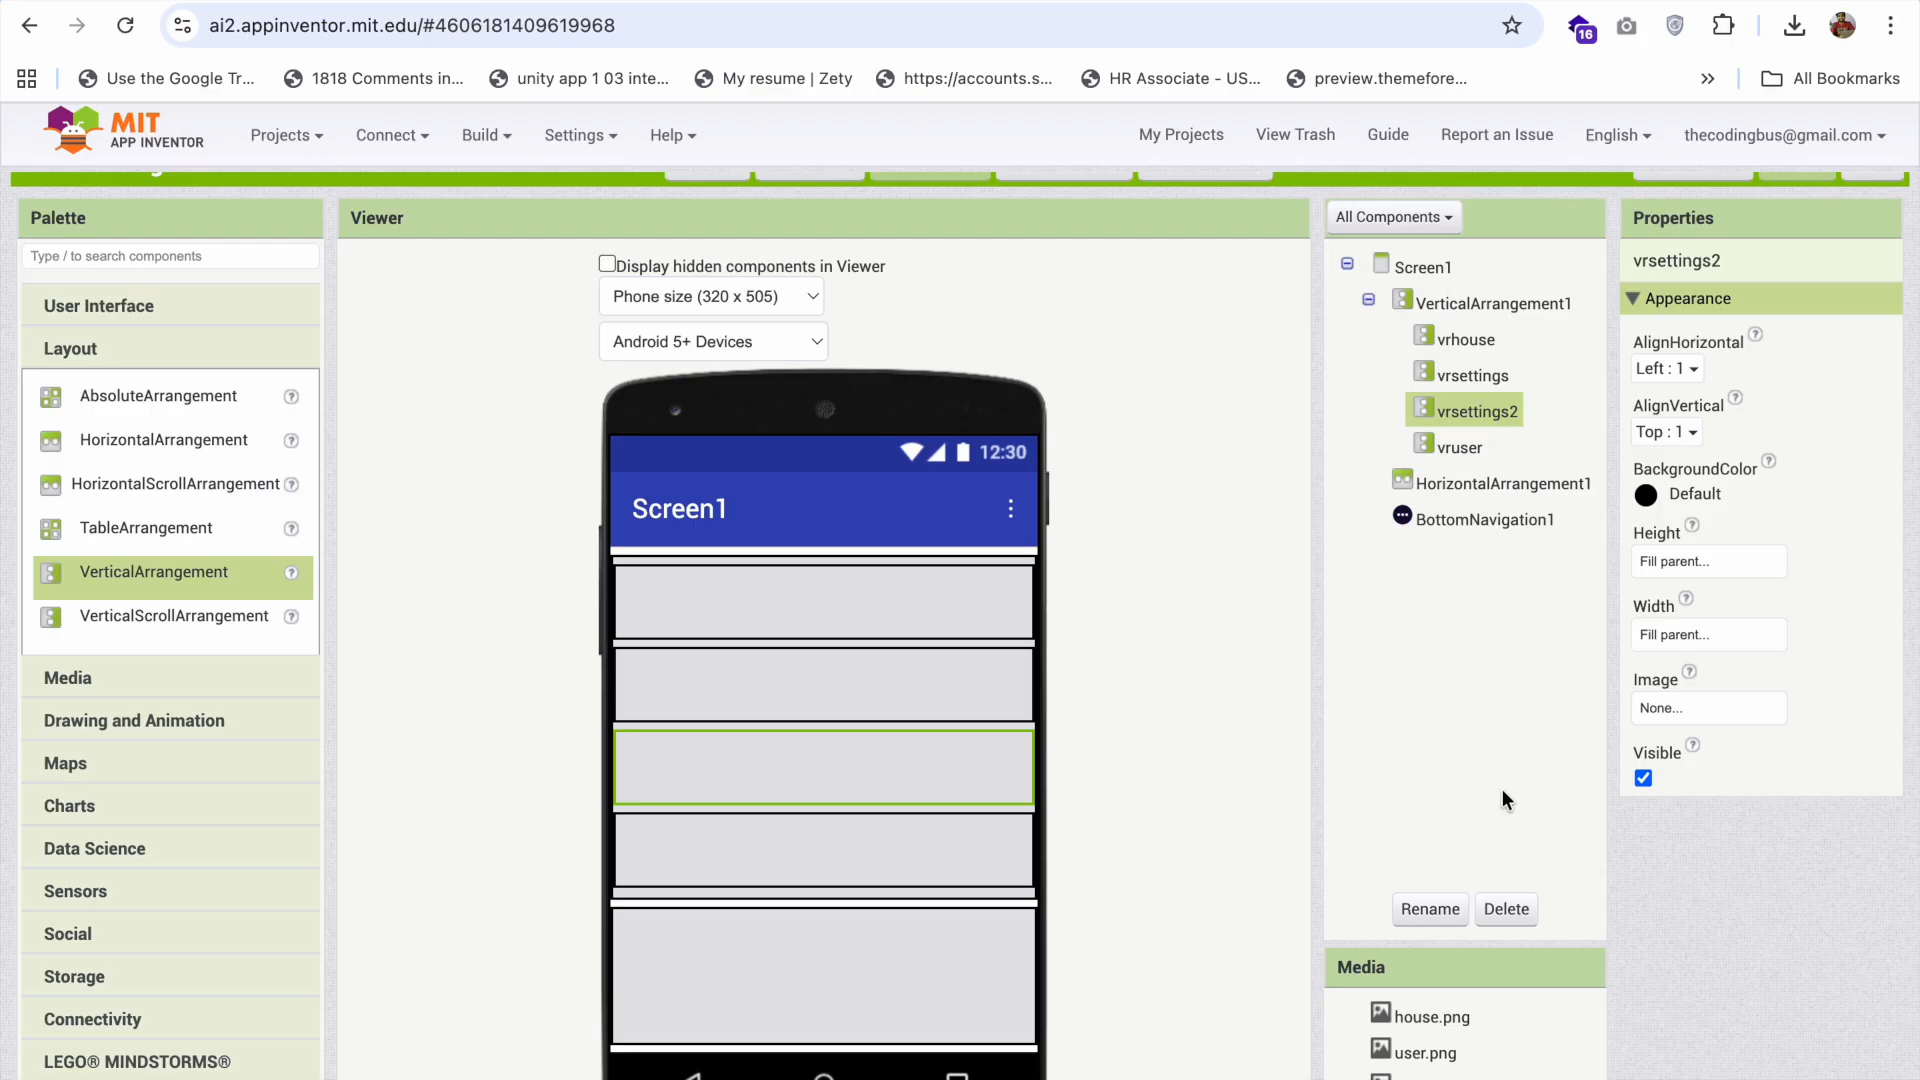 ai2.appinventor.mit.edu/#4606181409619968
16
Use the Google Tr...
1818 Comments in...
unity app 1 03 inte...
My resume | Zety
https://accounts.s...
HR Associate - US...
preview.themefore...
»
All Bookmarks
MIT
APP INVENTOR
Projects
Connect
Build
Settings
Help
My Projects
View Trash
Guide
Report an Issue
English
thecodingbus@gmail.com
Palette
Viewer
All Components
Properties
Type / to search components
User Interface
Layout
AbsoluteArrangement ?
HorizontalArrangement ?
HorizontalScrollArrangement ?
TableArrangement ?
VerticalArrangement ?
VerticalScrollArrangement ?
Media
Drawing and Animation
Maps
Charts
Data Science
Sensors
Social
Storage
Connectivity
LEGO® MINDSTORMS®
Display hidden components in Viewer
Phone size (320 x 505)
Android 5+ Devices
12:30
Screen1
Screen1
VerticalArrangement1
vrhouse
vrsettings
vrsettings2
vruser
HorizontalArrangement1
BottomNavigation1
Rename
Delete
Media
house.png
user.png
vrsettings2
Appearance
AlignHorizontal ?
Left : 1
AlignVertical ?
Top : 1
BackgroundColor ?
Default
Height ?
Fill parent...
Width ?
Fill parent...
Image ?
None...
Visible ?